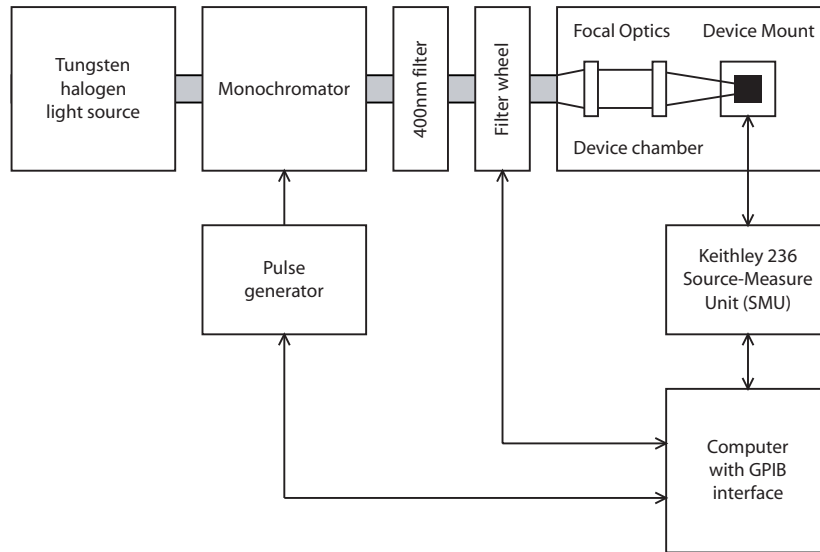 Tungsten
halogen
light source
Monochromator
400nm filter
Filter wheel
Focal Optics
Device Mount
Device chamber
Pulse
generator
Keithley 236
Source-Measure
Unit (SMU)
Computer
with GPIB
interface